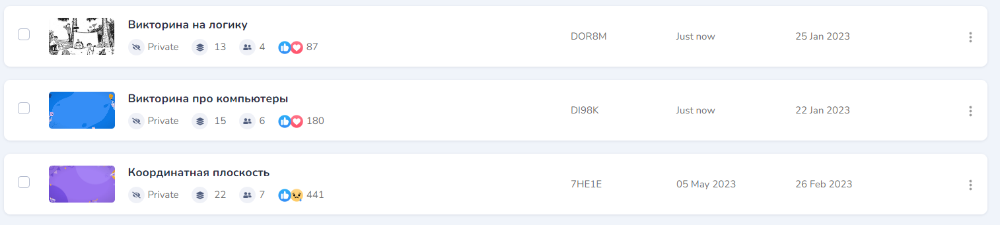 Викторина на логику
Private 13 4 87
DOR8M Just now 25 Jan 2023
Викторина про компьютеры
Private 15 6 180
DI98K Just now 22 Jan 2023
Координатная плоскость
Private 22 7 441
7HE1E 05 May 2023 26 Feb 2023